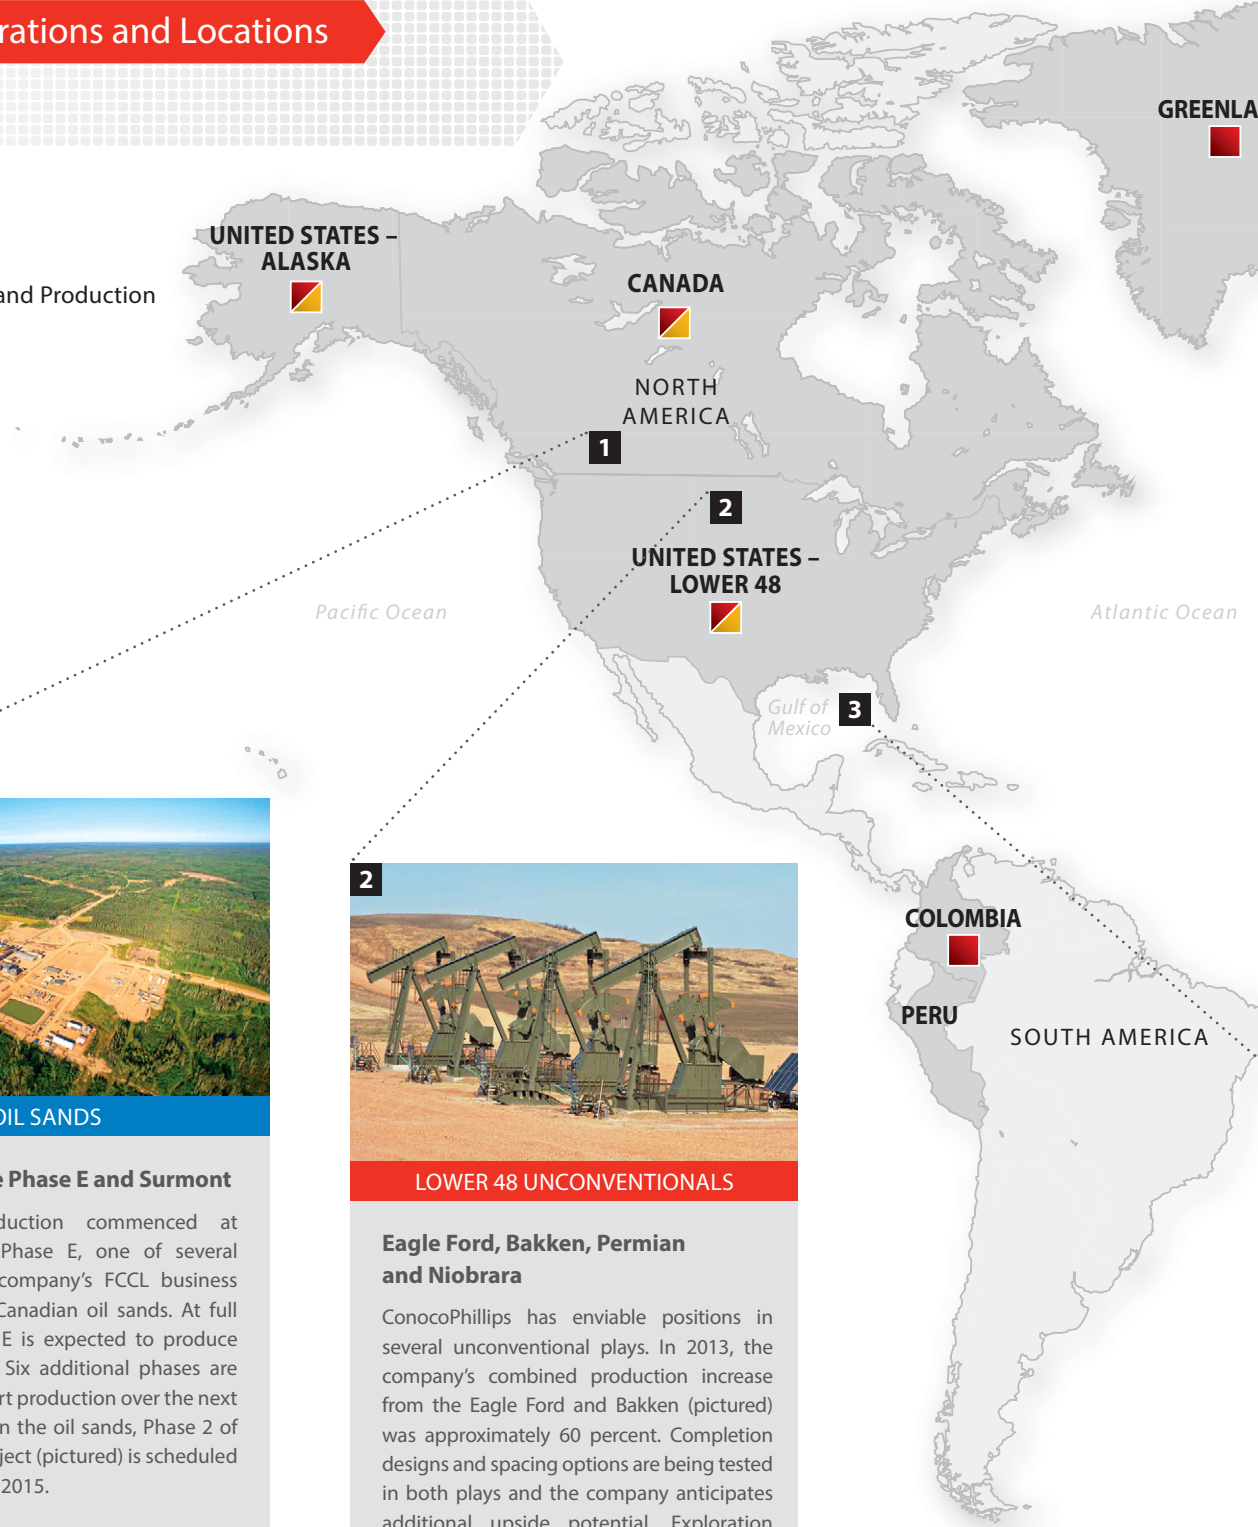 rations and Locations
GREENLA
UNITED STATES –
ALASKA
and Production
CANADA
NORTH
AMERICA
1
2
UNITED STATES –
LOWER 48
Pacific Ocean
Atlantic Ocean
Gulf of
Mexico
3
COLOMBIA
PERU
SOUTH AMERICA
OIL SANDS
e Phase E and Surmont
duction commenced at
Phase E, one of several
company’s FCCL business
Canadian oil sands. At full
E is expected to produce
Six additional phases are
rt production over the next
n the oil sands, Phase 2 of
ject (pictured) is scheduled
2015.
2
LOWER 48 UNCONVENTIONALS
Eagle Ford, Bakken, Permian
and Niobrara
ConocoPhillips has enviable positions in
several unconventional plays. In 2013, the
company’s combined production increase
from the Eagle Ford and Bakken (pictured)
was approximately 60 percent. Completion
designs and spacing options are being tested
in both plays and the company anticipates
additional upside potential. Exploration